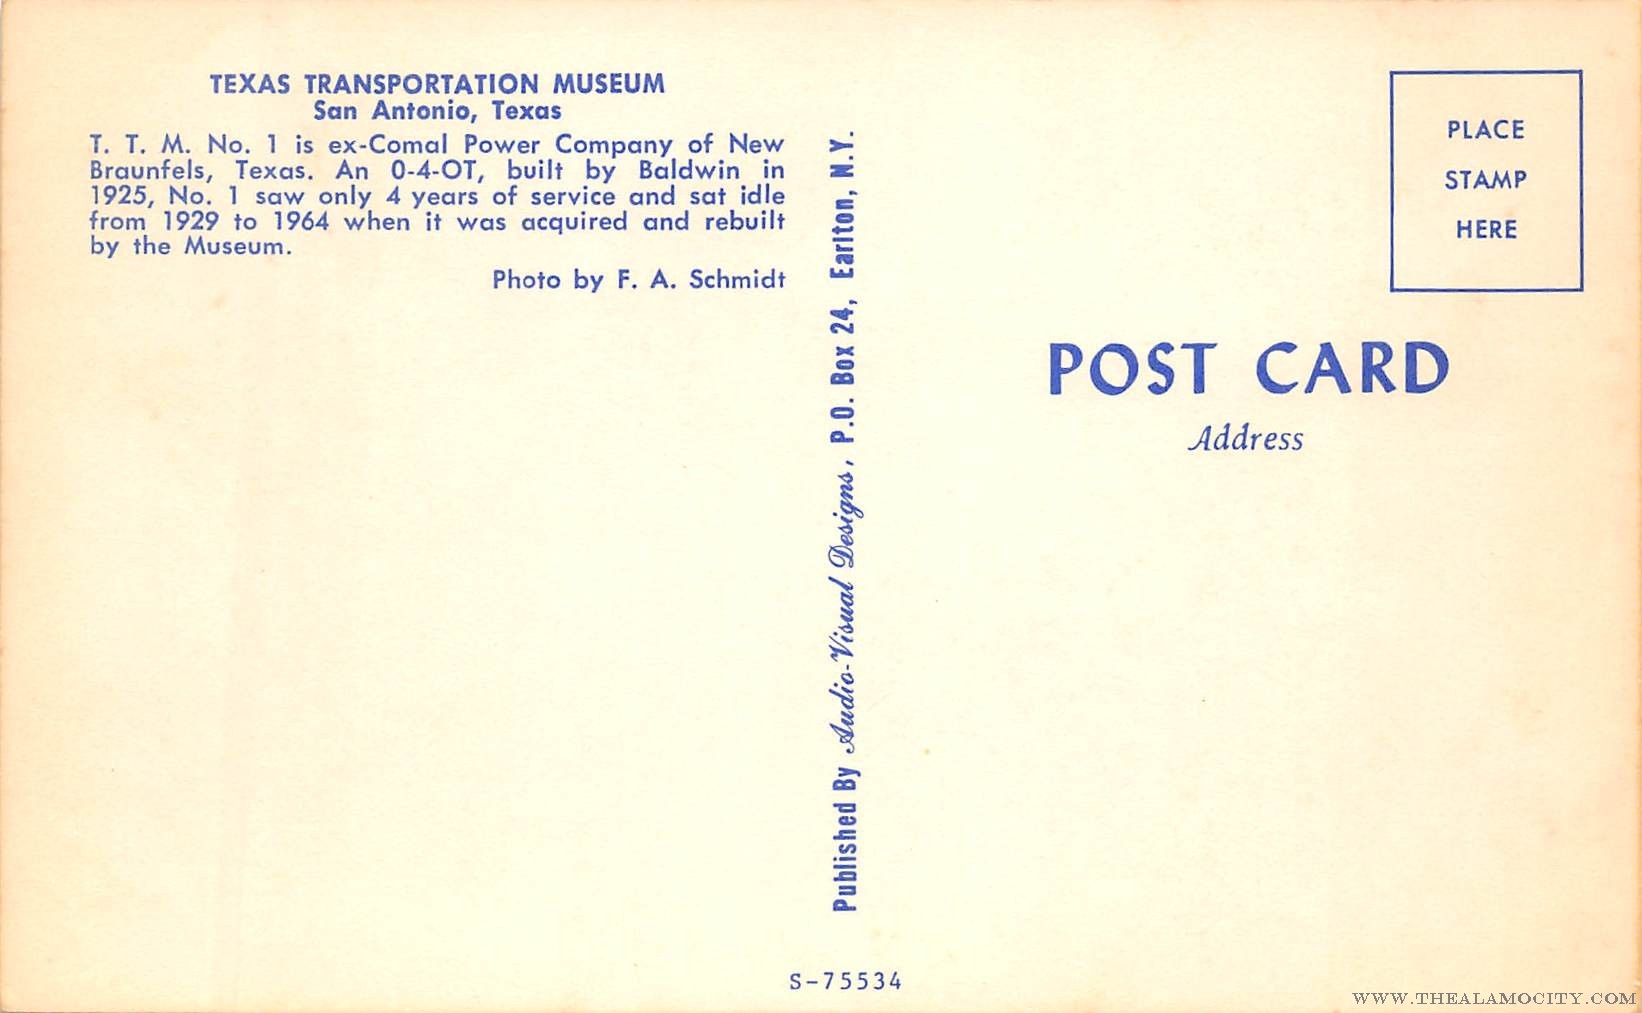 TEXAS TRANSPORTATION MUSEUM
San Antonio, Texas
T. T. M. No. 1 is ex-Comal Power Company of New
Braunfels, Texas. An 0-4-OT, built by Baldwin in
1925, No. 1 saw only 4 years of service and sat idle
from 1929 to 1964 when it was acquired and rebuilt
by the Museum.
Photo by F. A. Schmidt
Published By Audio-Visual Designs, P.O. Box 24, Earlton, N.Y.
PLACE
STAMP
HERE
POST CARD
Address
S-75534
WWW.THEALAMOCITY.COM